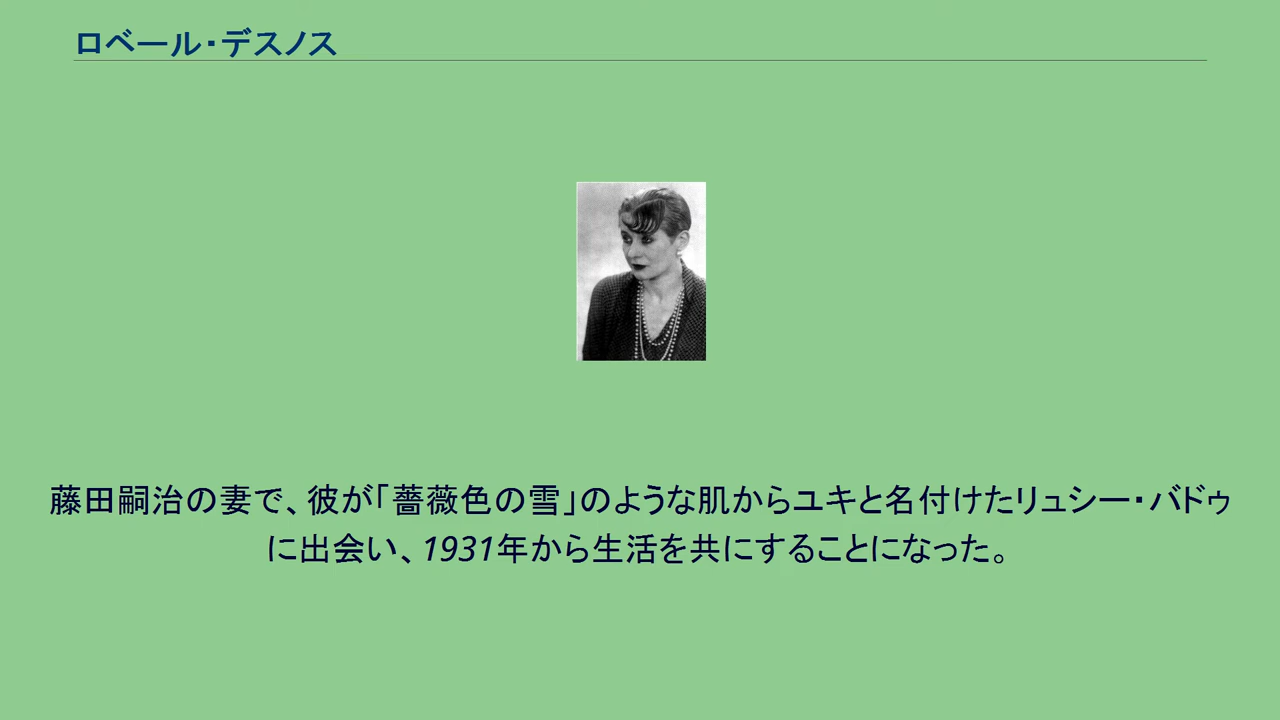 ロベール・デスノス
藤田嗣治の妻で、彼が「薔薇色の雪」のような肌からユキと名付けたリュシー・バドゥ
に出会い、1931年から生活を共にすることになった。